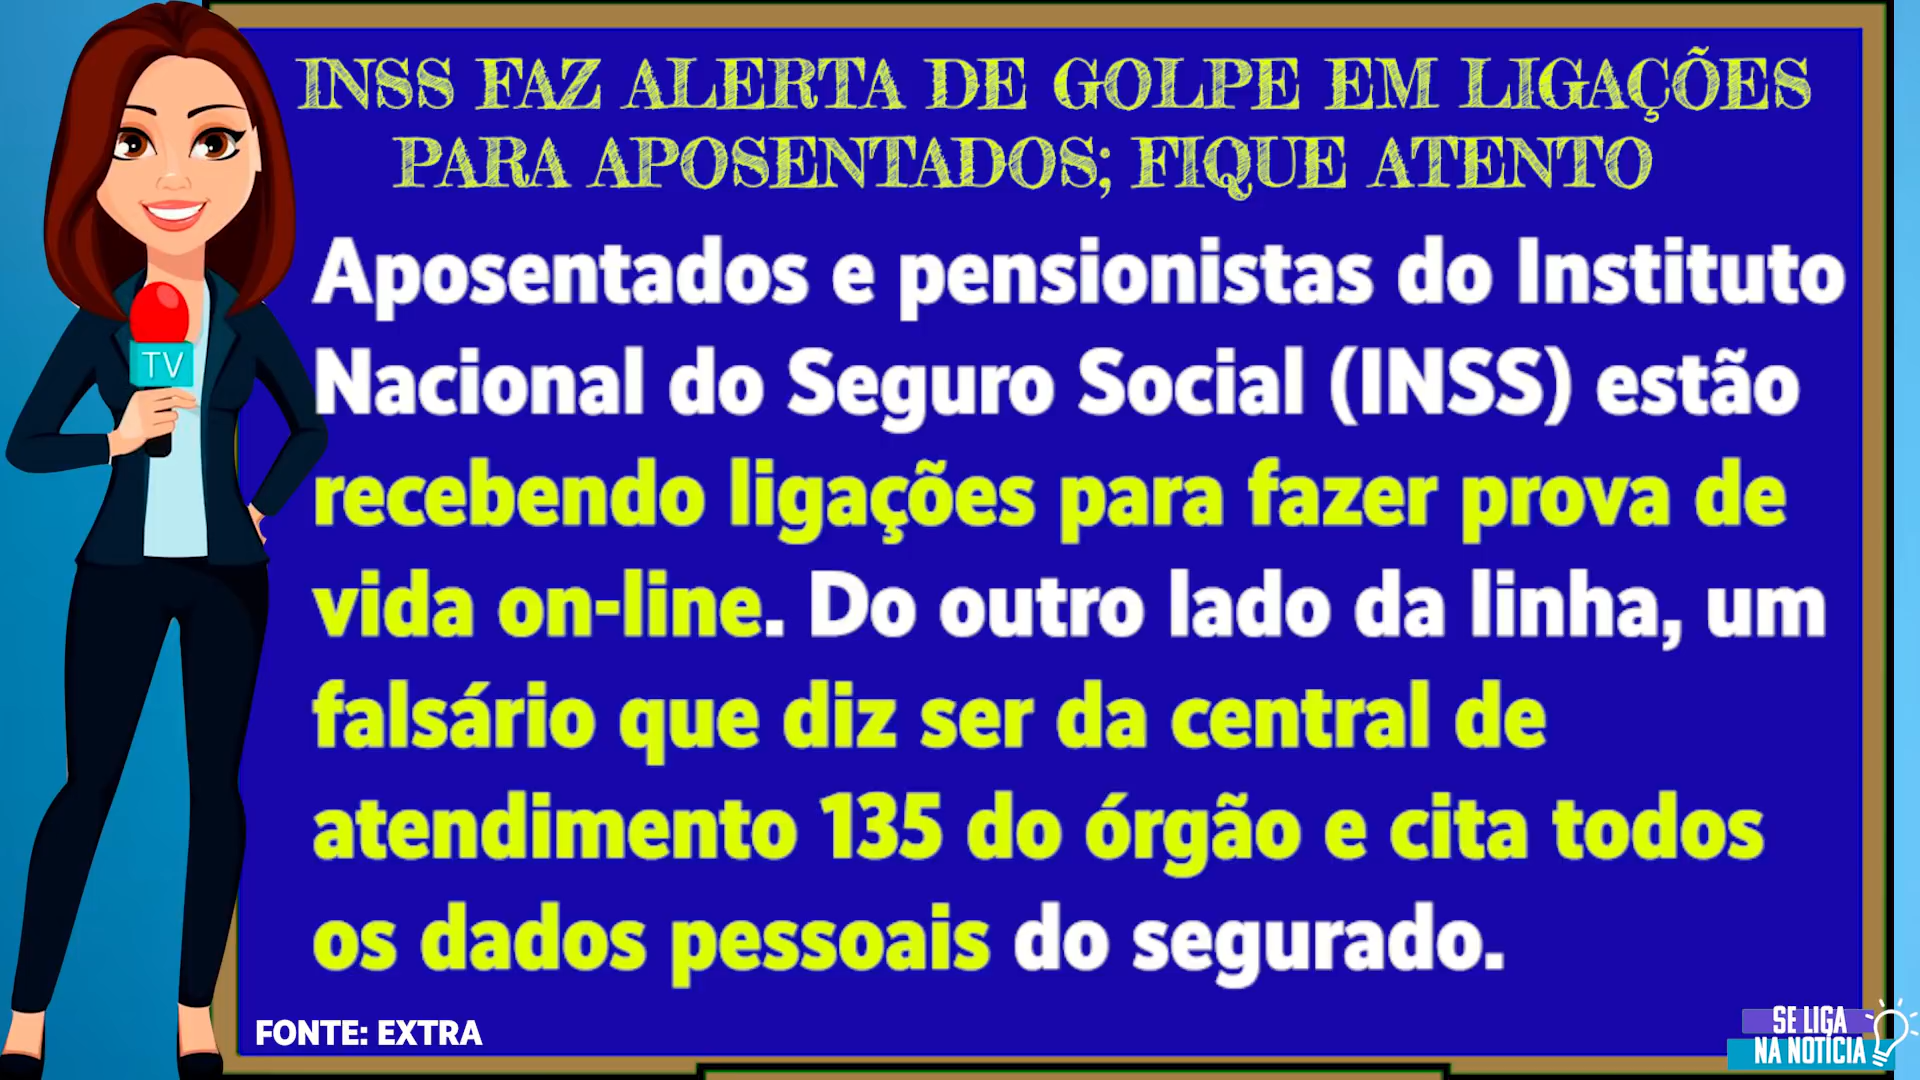 INSS FAZ ALERTA DE GOLPE EM LIGAÇÕES
PARA APOSENTADOS; FIQUE ATENTO
Aposentados e pensionistas do Instituto
Nacional do Seguro Social (INSS) estão
recebendo ligações para fazer prova de
vida on-line. Do outro lado da linha, um
falsário que diz ser da central de
atendimento 135 do órgão e cita todos
os dados pessoais do segurado.
TV
FONTE: EXTRA
SE LIGA
NA NOTÍCIA